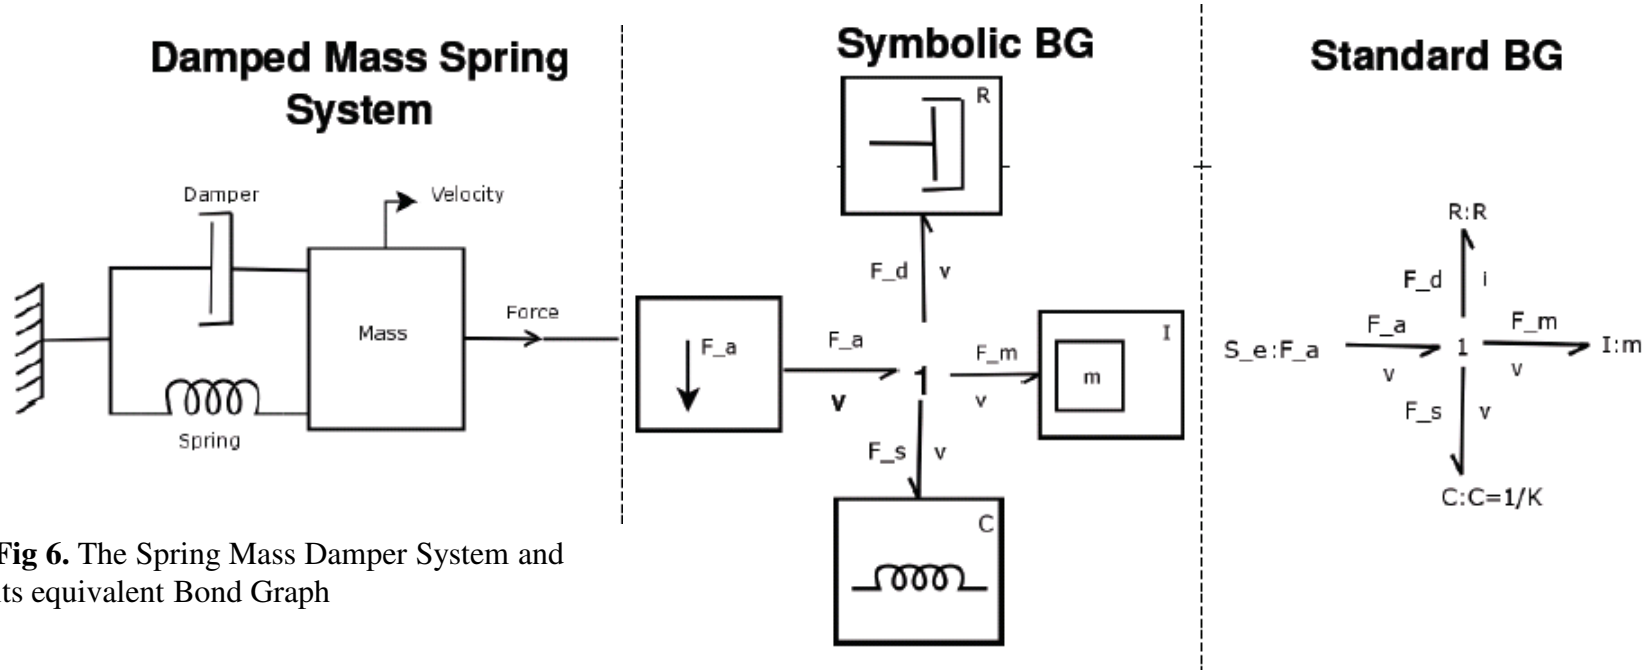 Damped Mass Spring
System
Damper
Velocity
Mass
Force
Spring
Fig 6. The Spring Mass Damper System and
ts equivalent Bond Graph
Symbolic BG
R
F_d v
F_a
F_a
v
1
F_m
v
I
m
F_s v
C
Standard BG
R:R
F_d i
S_e:F_a
F_a
v
1
F_m
v
I:m
F_s v
C:C=1/K